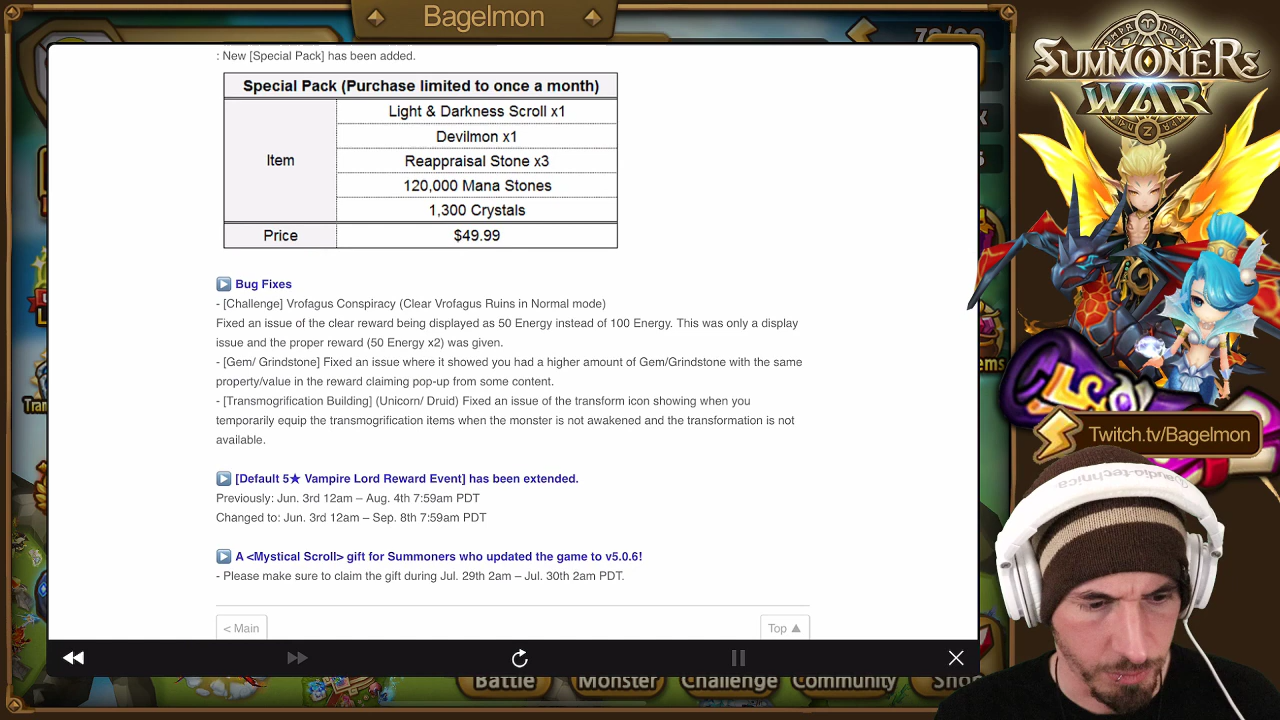 Bagelmon
: New [Special Pack] has been added.
Special Pack (Purchase limited to once a month)
Item
Light & Darkness Scroll x1
Devilmon x1
Reappraisal Stone x3
120,000 Mana Stones
1,300 Crystals
Price
$49.99
Bug Fixes
- [Challenge] Vrofagus Conspiracy (Clear Vrofagus Ruins in Normal mode)
Fixed an issue of the clear reward being displayed as 50 Energy instead of 100 Energy. This was only a display
issue and the proper reward (50 Energy x2) was given.
- [Gem/ Grindstone] Fixed an issue where it showed you had a higher amount of Gem/Grindstone with the same
property/value in the reward claiming pop-up from some content.
- [Transmogrification Building] (Unicorn/ Druid) Fixed an issue of the transform icon showing when you
temporarily equip the transmogrification items when the monster is not awakened and the transformation is not
available.
[Default 5★ Vampire Lord Reward Event] has been extended.
Previously: Jun. 3rd 12am – Aug. 4th 7:59am PDT
Changed to: Jun. 3rd 12am – Sep. 8th 7:59am PDT
A <Mystical Scroll> gift for Summoners who updated the game to v5.0.6!
- Please make sure to claim the gift during Jul. 29th 2am – Jul. 30th 2am PDT.
< Main
Top ▲
Battle
Monster
Challenge
Community
Shop
SUMMONERS
WAR
Twitch.tv/Bagelmon
audio-technica